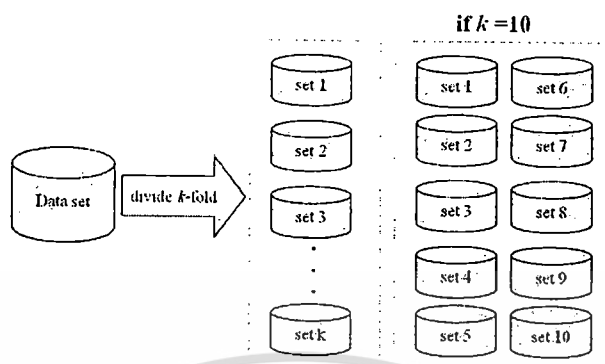 if k =10
set 1
set 2
set 3
set k
Data set
divide k-fold
set 1
set 6
set 2
set 7
set 3
set 8
set 4
set 9
set 5
set 10